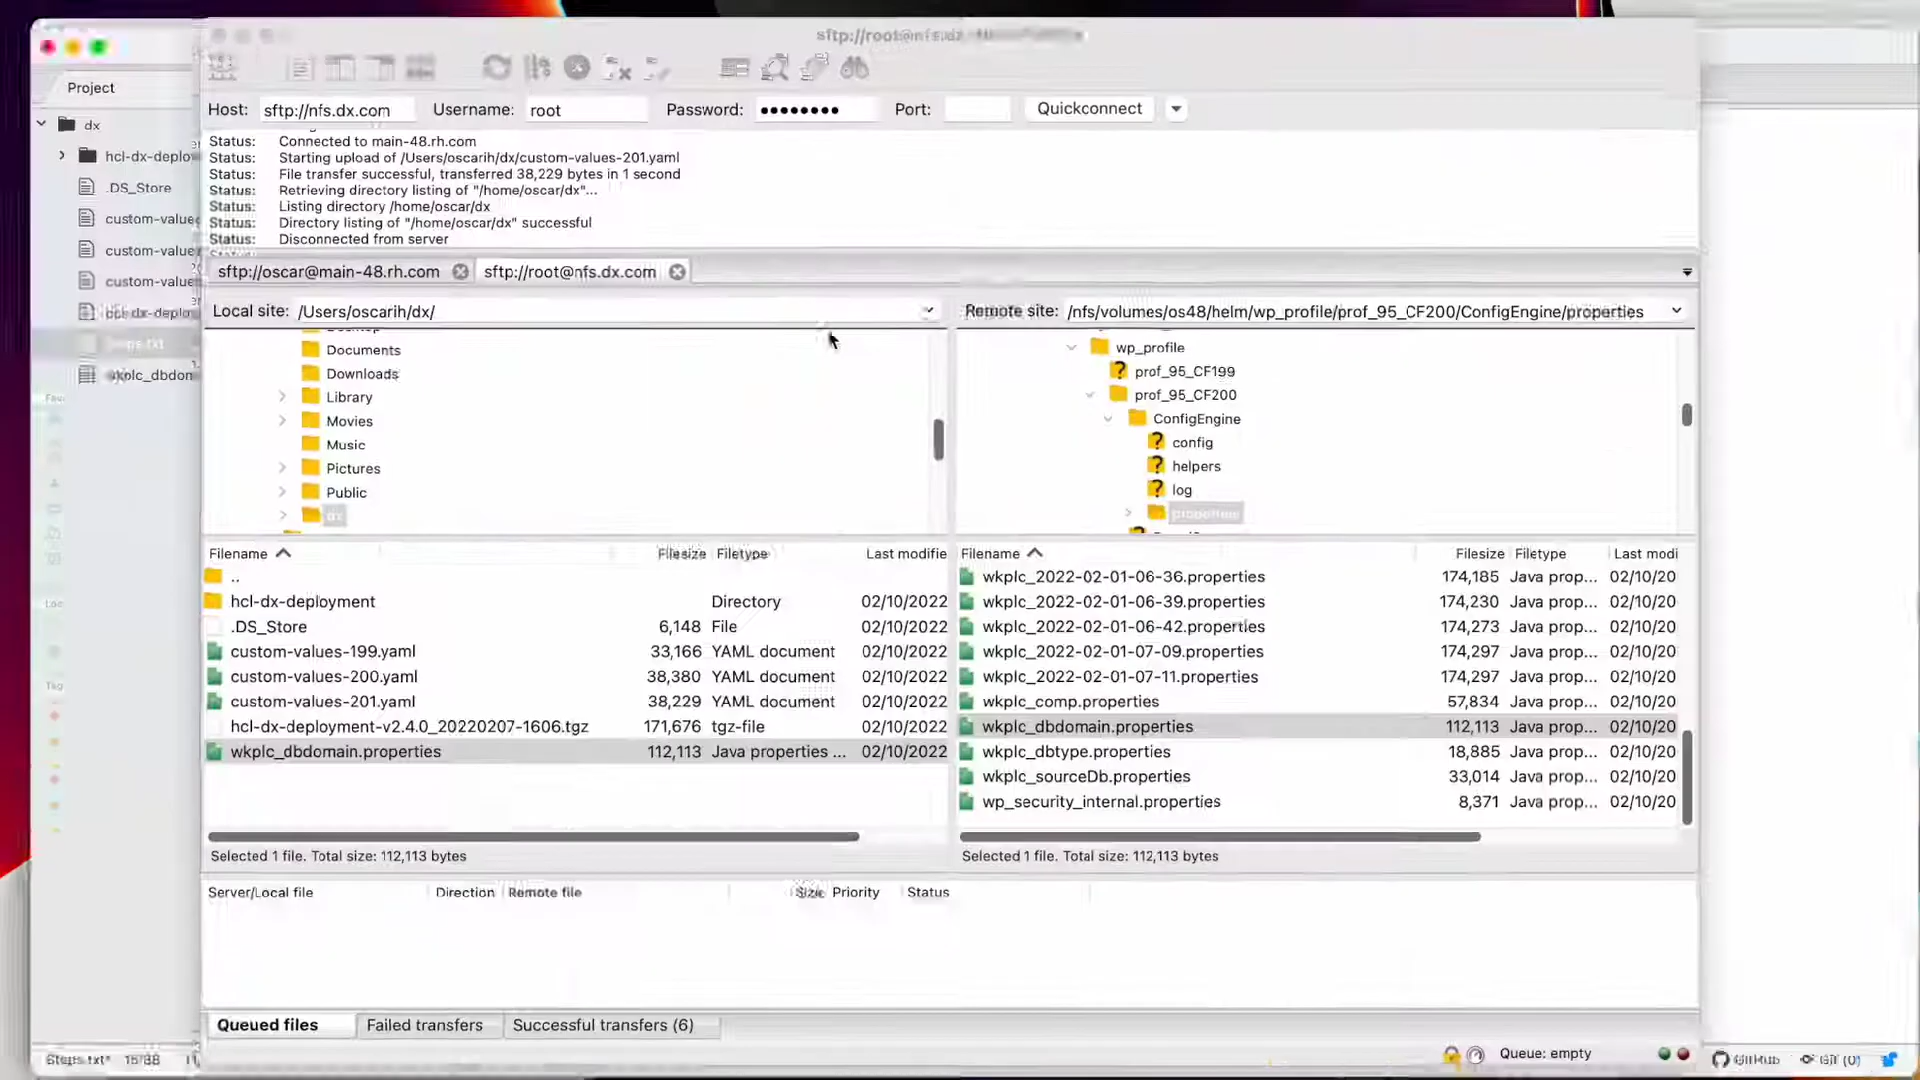 Project
dx
hcl-dx-deplo
.DS_Store
custom-value
custom-value
custom-value
hcl-dx-deplo
wkplc_dbdom
Steps.txt*
Host: sftp://nfs.dx.com Username: root Password: ●●●●●●●● Port: Quickconnect
Status: Connected to main-48.rh.com
Status: Starting upload of /Users/oscarih/dx/custom-values-201.yaml
Status: File transfer successful, transferred 38,229 bytes in 1 second
Status: Retrieving directory listing of "/home/oscar/dx"...
Status: Listing directory /home/oscar/dx
Status: Directory listing of "/home/oscar/dx" successful
Status: Disconnected from server
sftp://oscar@main-48.rh.com sftp://root@nfs.dx.com
Local site: /Users/oscarih/dx/
Documents
Downloads
Library
Movies
Music
Pictures
Public
dx
Filename Filesize Filetype Last modifie
..
hcl-dx-deployment Directory 02/10/2022
.DS_Store 6,148 File 02/10/2022
custom-values-199.yaml 33,166 YAML document 02/10/2022
custom-values-200.yaml 38,380 YAML document 02/10/2022
custom-values-201.yaml 38,229 YAML document 02/10/2022
hcl-dx-deployment-v2.4.0_20220207-1606.tgz 171,676 tgz-file 02/10/2022
wkplc_dbdomain.properties 112,113 Java properties ... 02/10/2022
Selected 1 file. Total size: 112,113 bytes
Remote site: /nfs/volumes/os48/helm/wp_profile/prof_95_CF200/ConfigEngine/properties
wp_profile
prof_95_CF199
prof_95_CF200
ConfigEngine
config
helpers
log
properties
Filename Filesize Filetype Last modi
wkplc_2022-02-01-06-36.properties 174,185 Java prop... 02/10/20
wkplc_2022-02-01-06-39.properties 174,230 Java prop... 02/10/20
wkplc_2022-02-01-06-42.properties 174,273 Java prop... 02/10/20
wkplc_2022-02-01-07-09.properties 174,297 Java prop... 02/10/20
wkplc_2022-02-01-07-11.properties 174,297 Java prop... 02/10/20
wkplc_comp.properties 57,834 Java prop... 02/10/20
wkplc_dbdomain.properties 112,113 Java prop... 02/10/20
wkplc_dbtype.properties 18,885 Java prop... 02/10/20
wkplc_sourceDb.properties 33,014 Java prop... 02/10/20
wp_security_internal.properties 8,371 Java prop... 02/10/20
Selected 1 file. Total size: 112,113 bytes
Server/Local file Direction Remote file Size Priority Status
Queued files Failed transfers Successful transfers (6)
Queue: empty
GitHub Git (0)